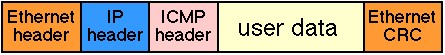 Ethernet
header
IP
header
ICMP
header
user data
Ethernet
CRC